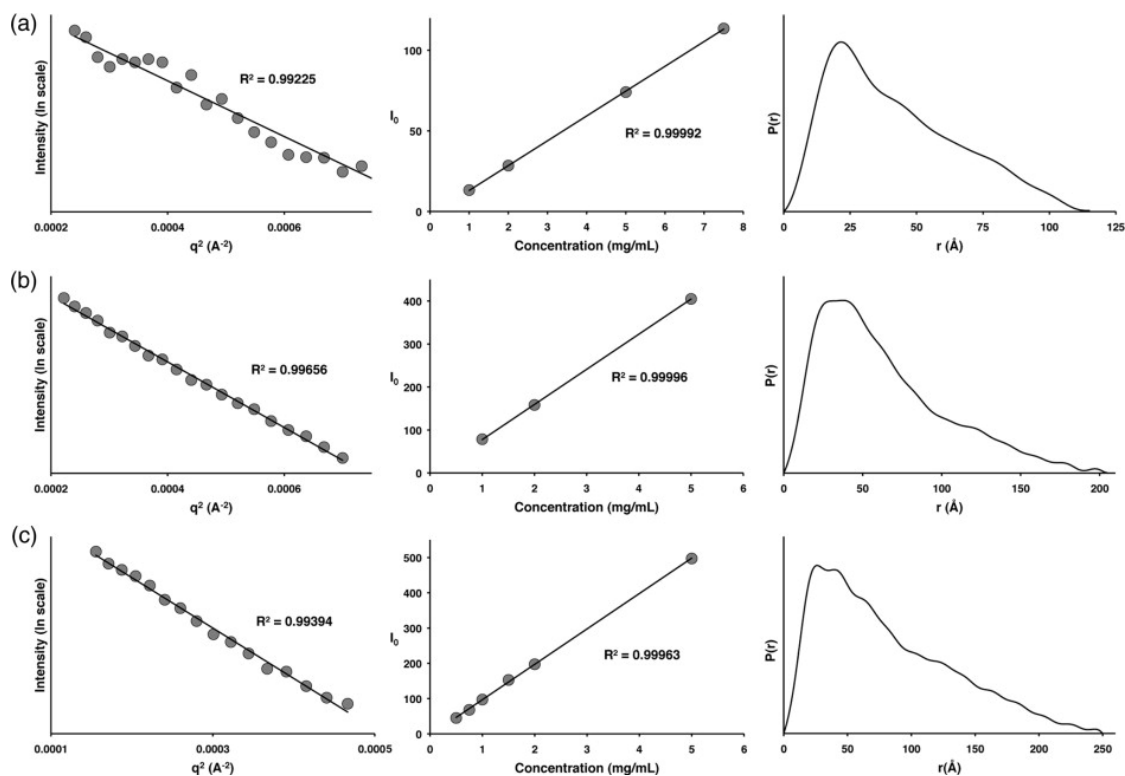 (a)
Intensity (ln scale)
R² = 0.99225
0.0002 0.0004 0.0006
q² (A⁻²)
I₀
100
50
0
R² = 0.99992
0 1 2 3 4 5 6 7 8
Concentration (mg/mL)
P(r)
0 25 50 75 100 125
r (Å)
(b)
Intensity (ln scale)
R² = 0.99656
0.0002 0.0004 0.0006
q² (A⁻²)
I₀
400
300
200
100
0
R² = 0.99996
0 1 2 3 4 5 6
Concentration (mg/mL)
P(r)
0 50 100 150 200
r (Å)
(c)
Intensity (ln scale)
R² = 0.99394
0.0001 0.0003 0.0005
q² (A⁻²)
I₀
500
400
300
200
100
0
R² = 0.99963
0 1 2 3 4 5 6
Concentration (mg/mL)
P(r)
0 50 100 150 200 250
r(Å)